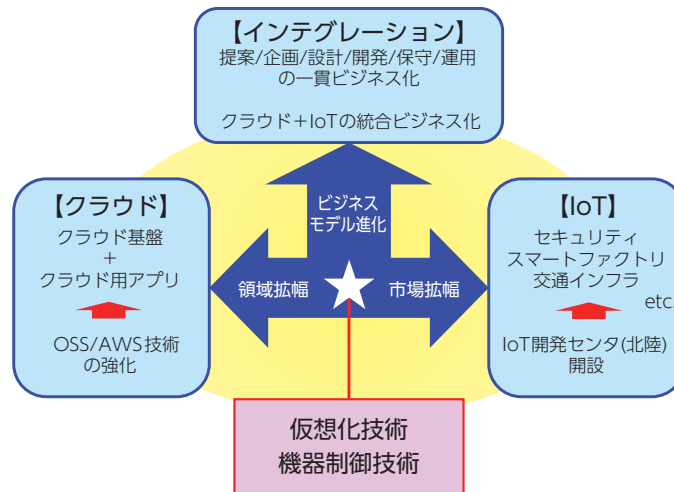 【インテグレーション】
提案/企画/設計/開発/保守/運用
の一貫ビジネス化
クラウド＋IoTの統合ビジネス化
ビジネス
モデル進化
領域拡幅
市場拡幅
【クラウド】
クラウド基盤
＋
クラウド用アプリ
OSS/AWS技術
の強化
【IoT】
セキュリティ
スマートファクトリ
交通インフラ
etc.
IoT開発センタ(北陸)
開設
仮想化技術
機器制御技術